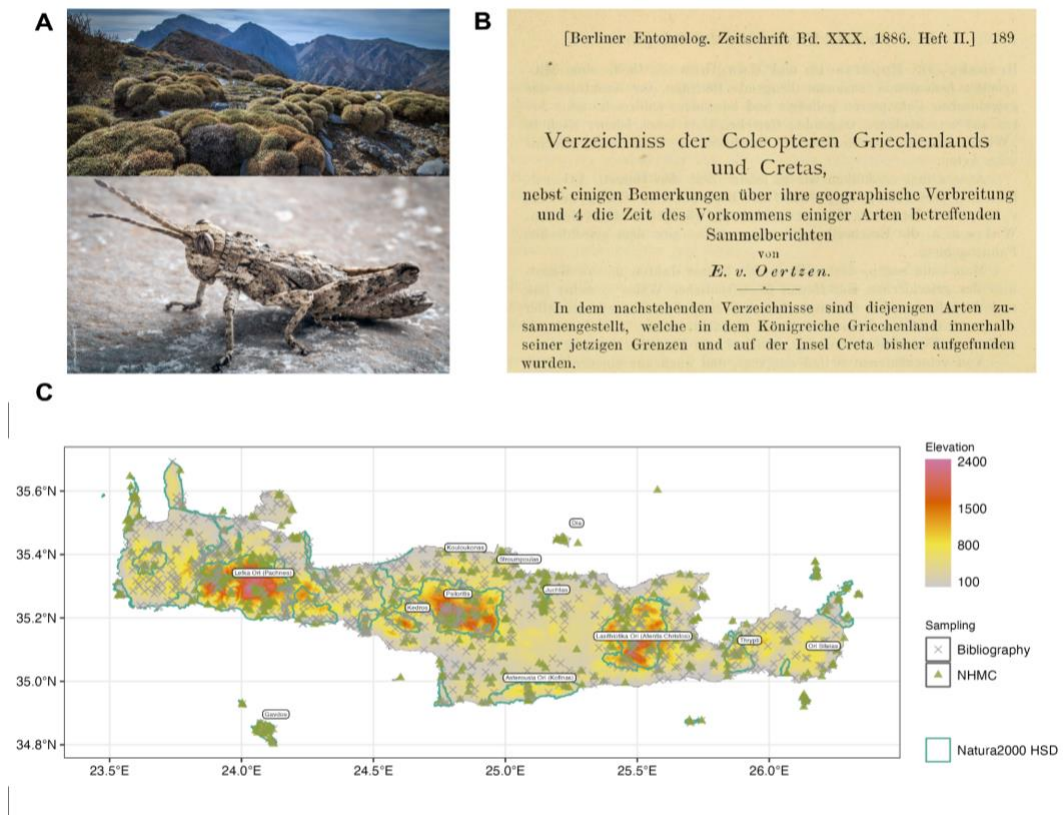 A
B
[Berliner Entomolog. Zeitschrift Bd. XXX. 1886. Heft II.] 189
Verzeichniss der Coleopteren Griechenlands
und Cretas,
nebst einigen Bemerkungen über ihre geographische Verbreitung
und 4 die Zeit des Vorkommens einiger Arten betreffenden
Sammelberichten
von
E. v. Oertzen.
In dem nachstehenden Verzeichnisse sind diejenigen Arten zu-
sammengestellt, welche in dem Königreiche Griechenland innerhalb
seiner jetzigen Grenzen und auf der Insel Creta bisher aufgefunden
wurden.
C
35.6°N
35.4°N
35.2°N
35.0°N
34.8°N
23.5°E
24.0°E
24.5°E
25.0°E
25.5°E
26.0°E
Dia
Kouloukonas
Stroumpoulas
Lefka Ori (Pachnes)
Psiloritis
Juchtas
Kedros
Lasithiotika Ori (Afentis Christos)
Thrypti
Ori Siteias
Asterousia Ori (Kofinas)
Gavdos
Elevation
2400
1500
800
100
Sampling
Bibliography
NHMC
Natura2000 HSD